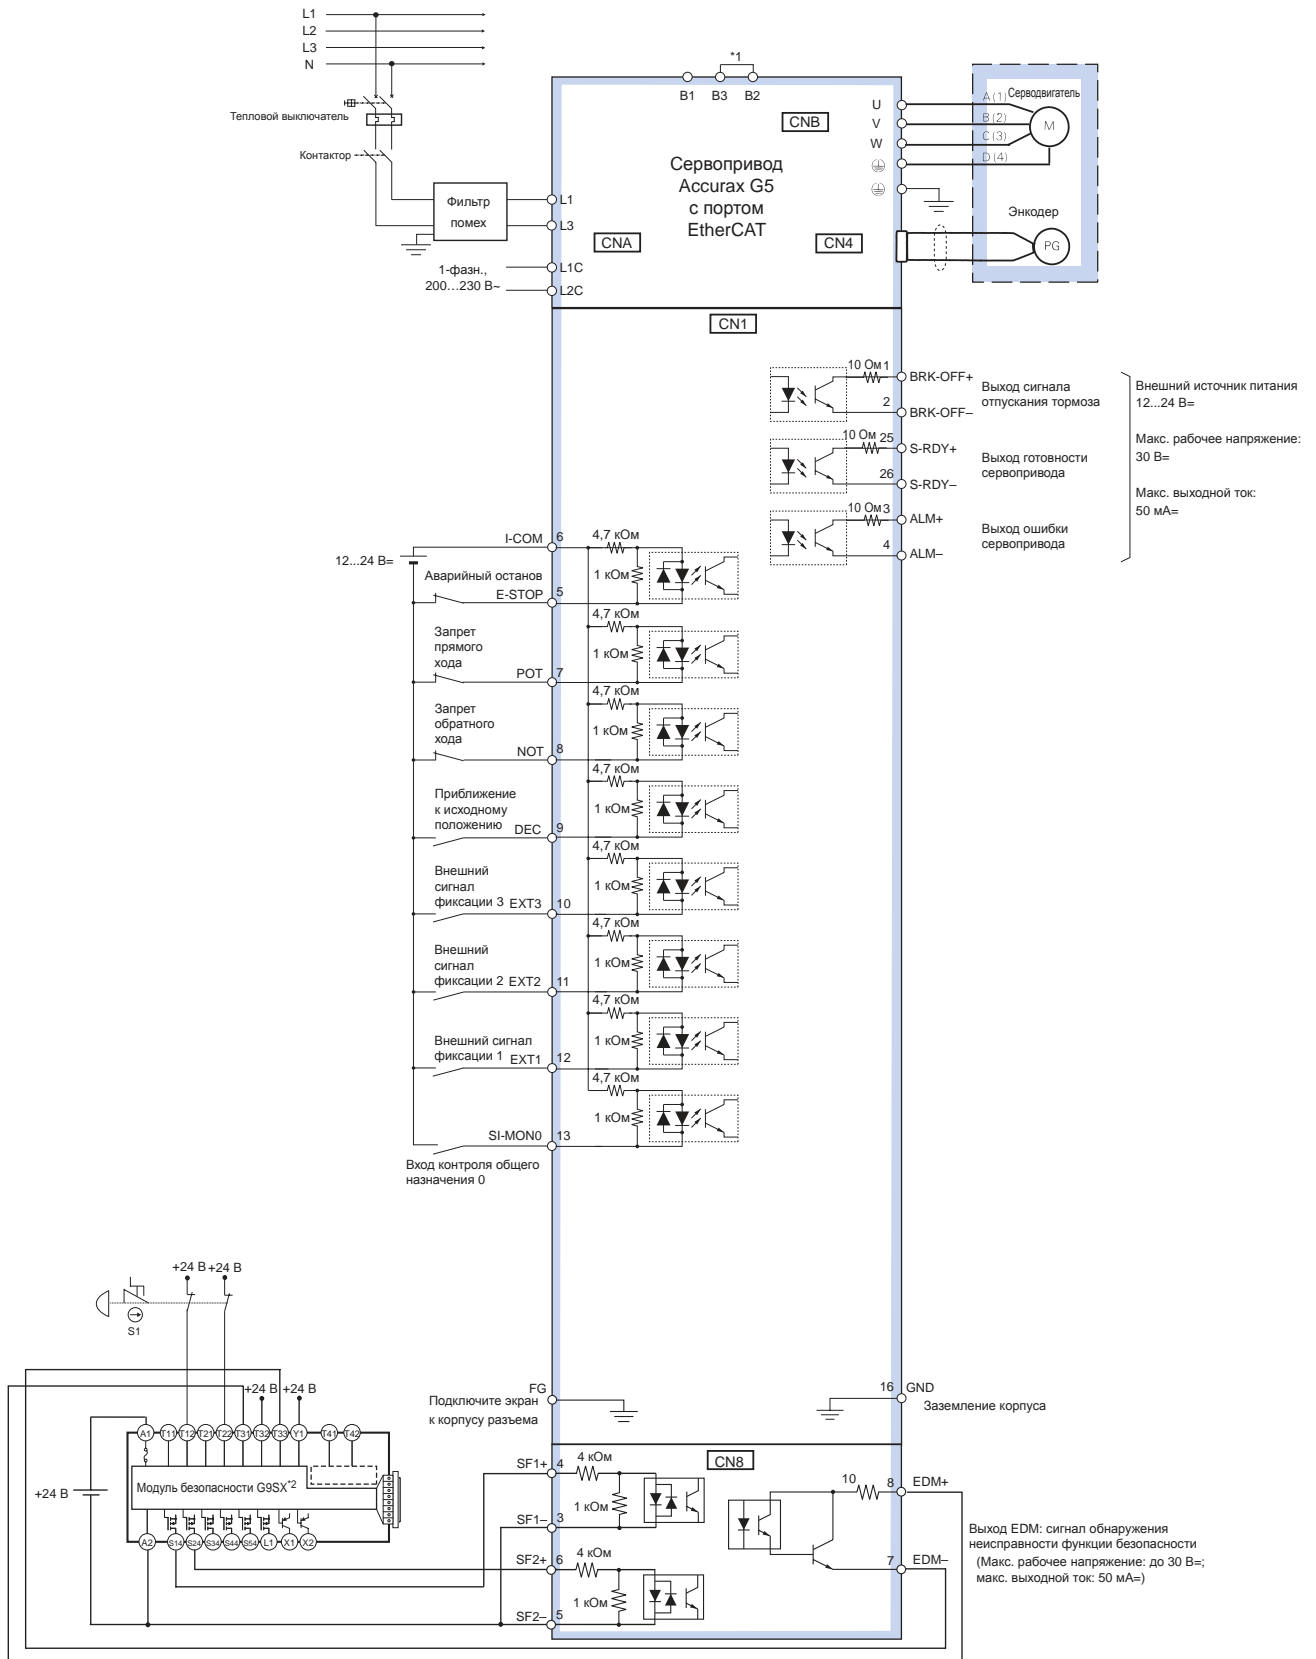 L1
L2
L3
N
Тепловой выключатель
Контактор
Фильтр
помех
1-фазн.,
200...230 В~
L1
L3
L1C
L2C
*1
B1
B3
B2
CNB
CNA
CN4
Сервопривод
Accurax G5
с портом
EtherCAT
U
V
W
A (1)
B (2)
C (3)
D (4)
Серводвигатель
M
Энкодер
PG
CN1
10 Ом
1
BRK-OFF+
2
BRK-OFF–
Выход сигнала
отпускания тормоза
10 Ом
25
S-RDY+
26
S-RDY–
Выход готовности
сервопривода
10 Ом
3
ALM+
4
ALM–
Выход ошибки
сервопривода
Внешний источник питания
12...24 В=
Макс. рабочее напряжение:
30 В=
Макс. выходной ток:
50 мА=
12...24 В=
I-COM
6
4,7 кОм
1 кОм
Аварийный останов
E-STOP
5
4,7 кОм
1 кОм
Запрет
прямого
хода
POT
7
4,7 кОм
1 кОм
Запрет
обратного
хода
NOT
8
4,7 кОм
1 кОм
Приближение
к исходному
положению
DEC
9
4,7 кОм
1 кОм
Внешний
сигнал
фиксации 3
EXT3
10
4,7 кОм
1 кОм
Внешний
сигнал
фиксации 2
EXT2
11
4,7 кОм
1 кОм
Внешний сигнал
фиксации 1
EXT1
12
4,7 кОм
1 кОм
SI-MON0
13
Вход контроля общего
назначения 0
+24 В
+24 В
S1
FG
Подключите экран
к корпусу разъема
16
GND
Заземление корпуса
+24 В
+24 В
A1
T11
T12
T21
T22
T31
T32
T33
Y1
T41
T42
Модуль безопасности G9SX*2
+24 В
A2
S14
S24
S34
S44
S54
L1
X1
X2
CN8
SF1+
4
4 кОм
1 кОм
SF1–
3
SF2+
6
4 кОм
1 кОм
SF2–
5
10
8
EDM+
7
EDM–
Выход EDM: сигнал обнаружения
неисправности функции безопасности
(Макс. рабочее напряжение: до 30 В=;
макс. выходной ток: 50 мА=)